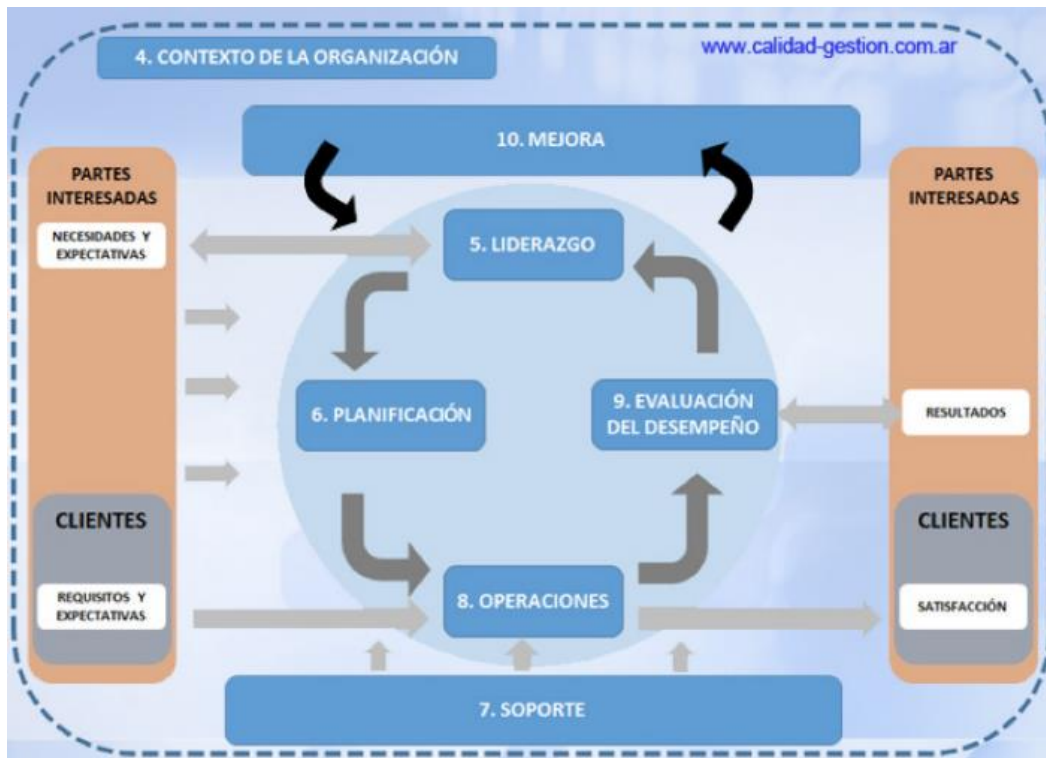 4. CONTEXTO DE LA ORGANIZACIÓN
www.calidad-gestion.com.ar
10. MEJORA
PARTES
INTERESADAS
NECESIDADES Y
EXPECTATIVAS
CLIENTES
REQUISITOS Y
EXPECTATIVAS
5. LIDERAZGO
6. PLANIFICACIÓN
9. EVALUACIÓN
DEL DESEMPEÑO
8. OPERACIONES
PARTES
INTERESADAS
RESULTADOS
CLIENTES
SATISFACCIÓN
7. SOPORTE